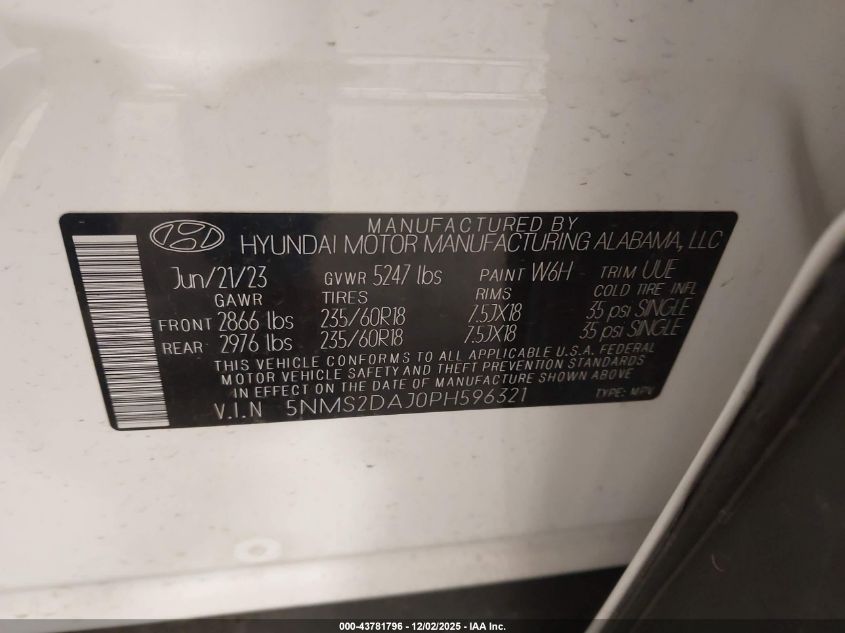 MANUFACTURED BY
HYUNDAI MOTOR MANUFACTURING ALABAMA, LLC
Jun/21/23 GVWR 5247 lbs PAINT W6H TRIM UUE
GAWR TIRES RIMS COLD TIRE INFL
FRONT 2866 lbs 235/60R18 7.5JX18 35 psi SINGLE
REAR 2976 lbs 235/60R18 7.5JX18 35 psi SINGLE
THIS VEHICLE CONFORMS TO ALL APPLICABLE U.S.A. FEDERAL
MOTOR VEHICLE SAFETY AND THEFT PREVENTION STANDARDS
IN EFFECT ON THE DATE OF MANUFACTURE SHOWN ABOVE
V.I.N 5NMS2DAJ0PH596321 TYPE: MPV
000-43781796 - 12/02/2025 - IAA Inc.